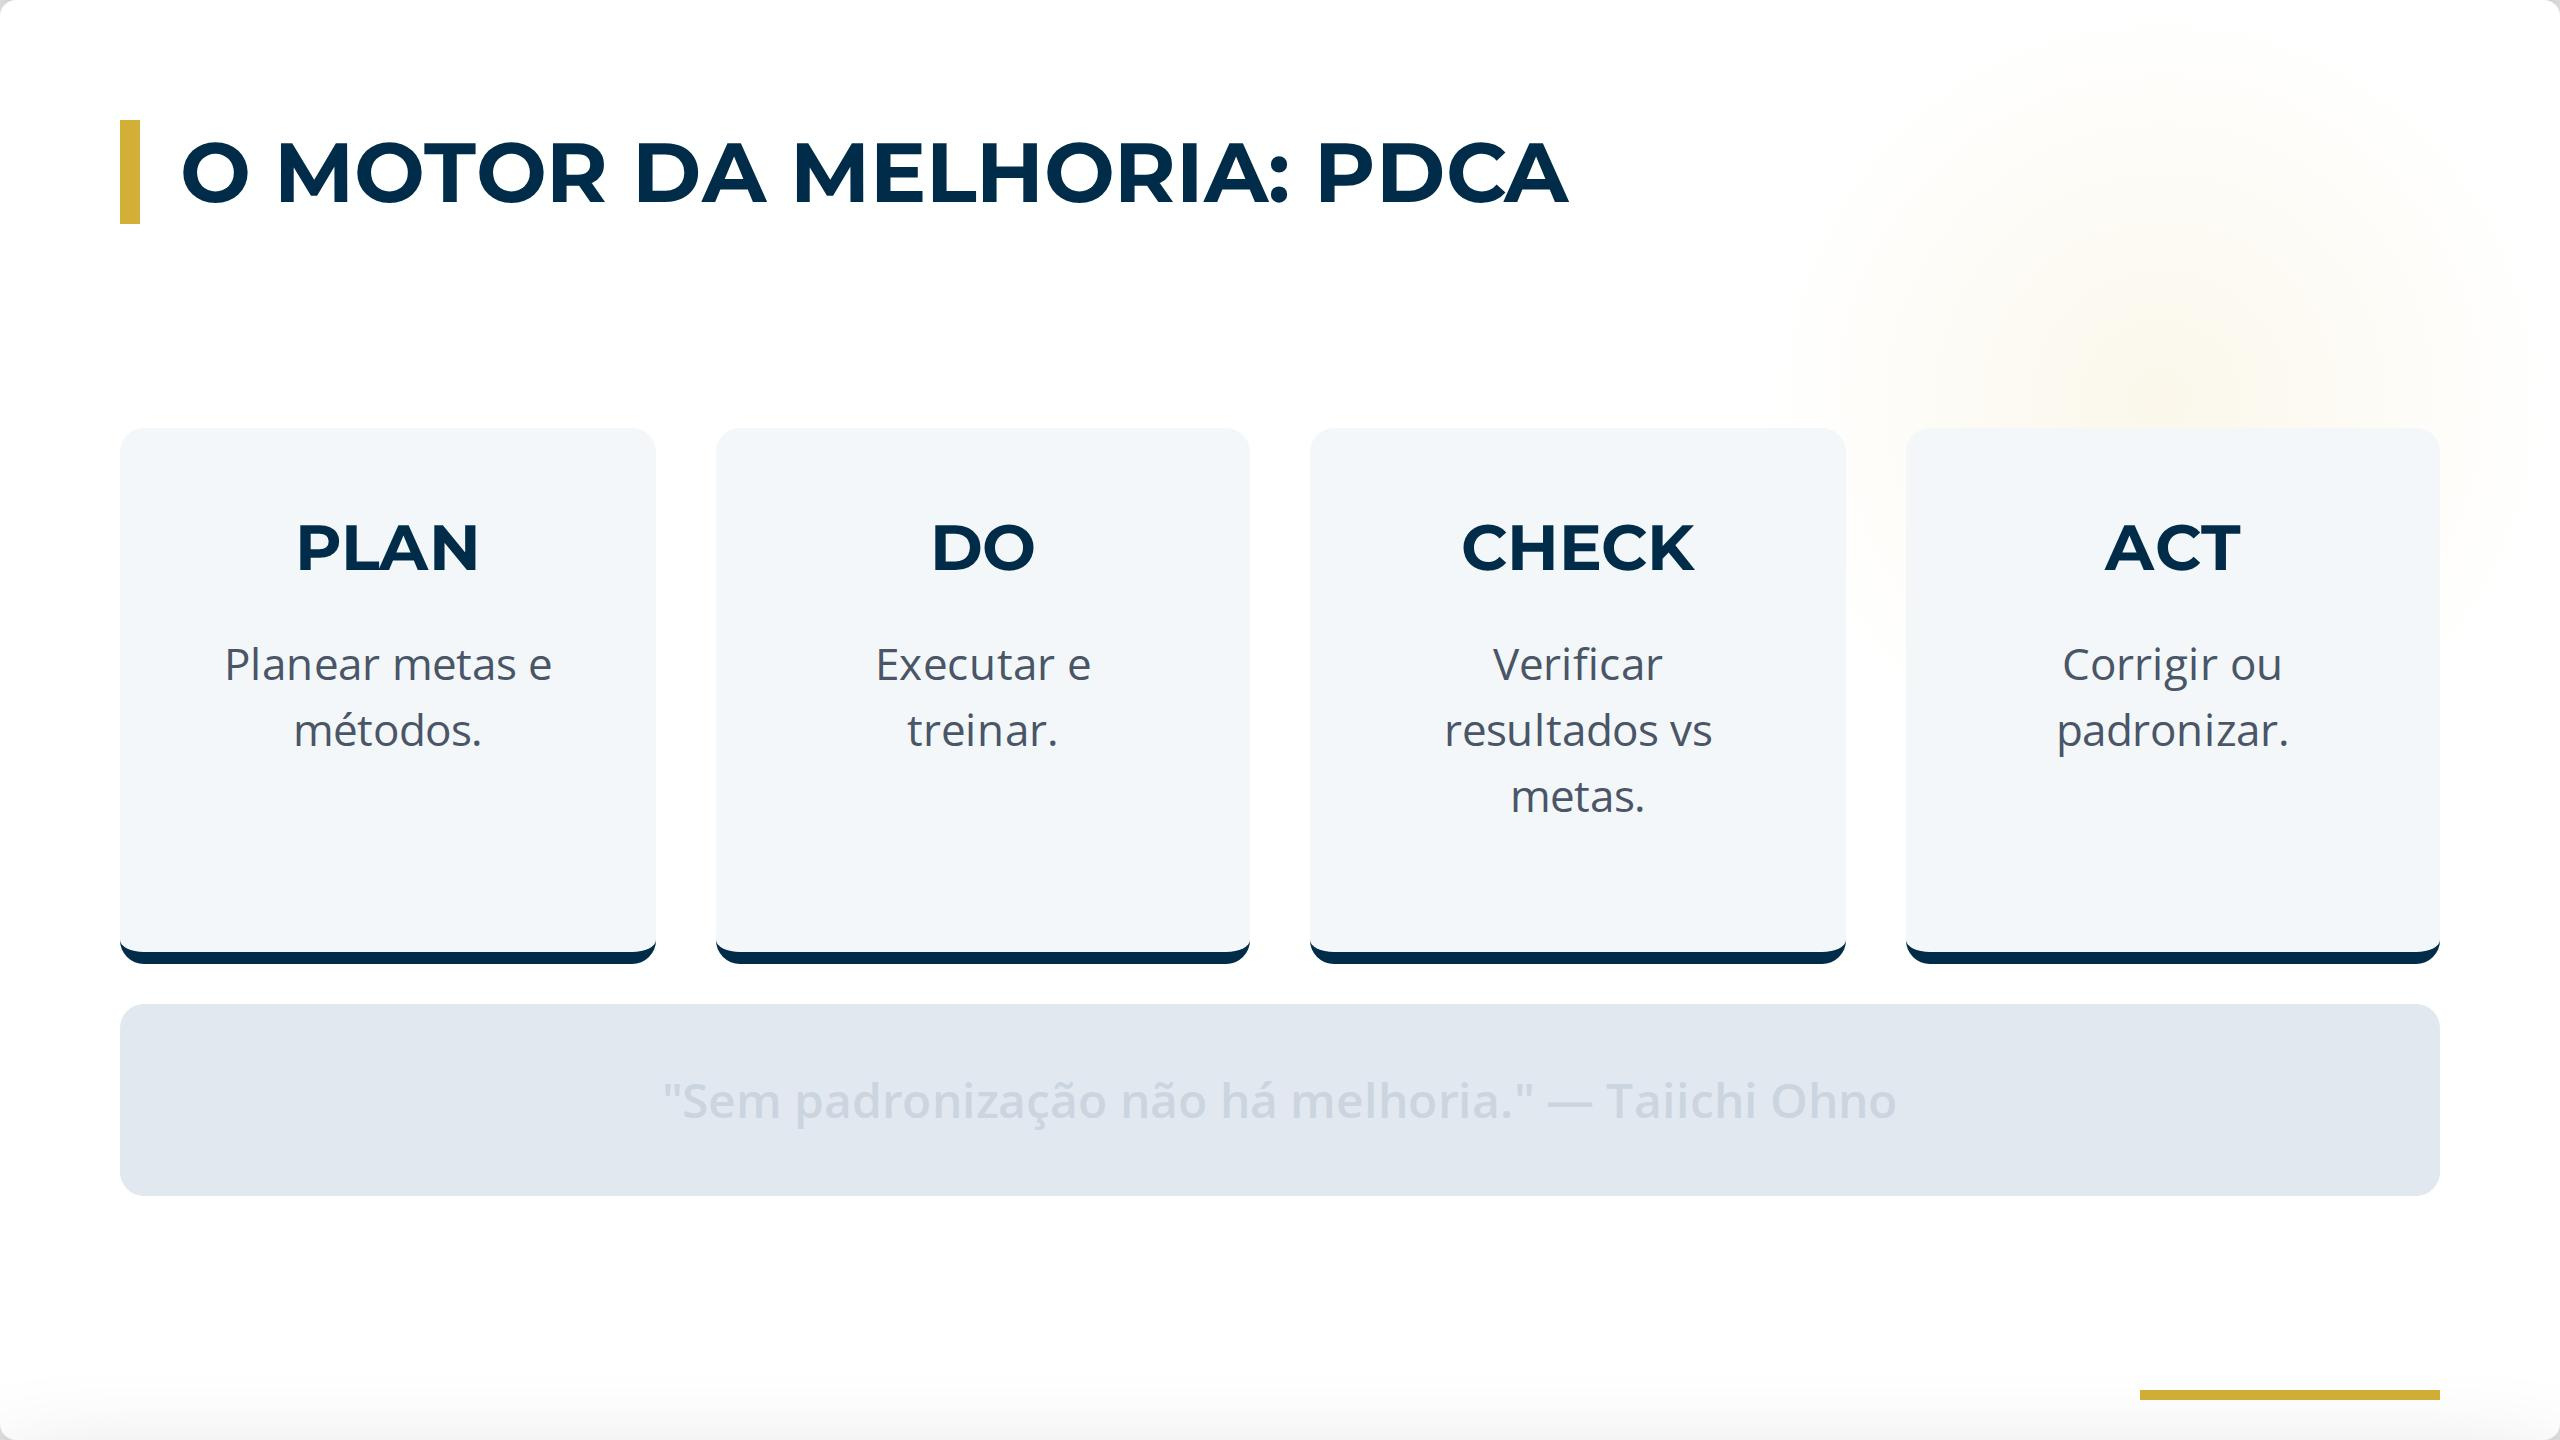 O MOTOR DA MELHORIA: PDCA
PLAN
Planear metas e
métodos.
DO
Executar e
treinar.
CHECK
Verificar
resultados vs
metas.
ACT
Corrigir ou
padronizar.
"Sem padronização não há melhoria." — Taiichi Ohno